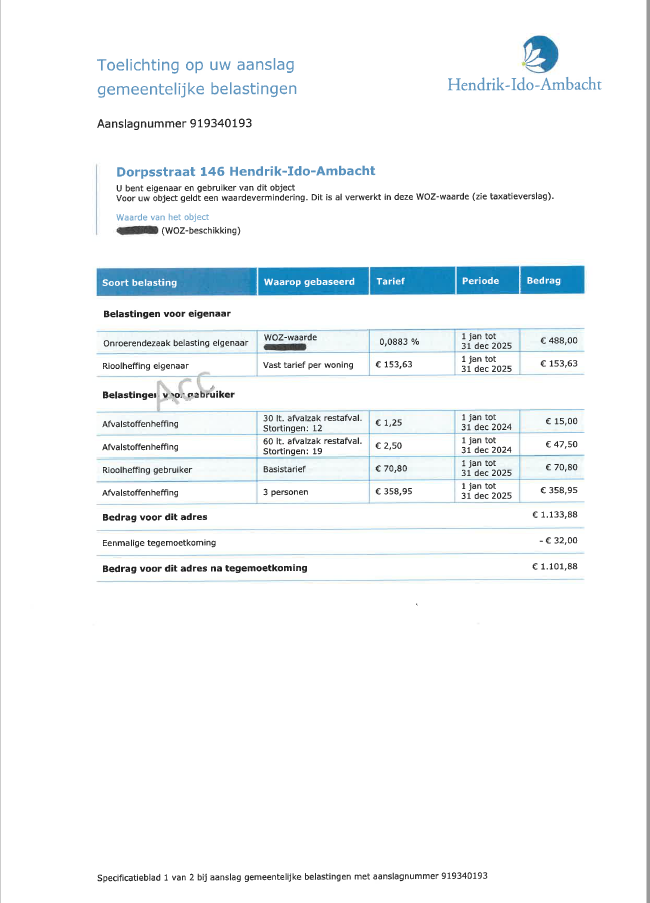 Toelichting op uw aanslag
gemeentelijke belastingen
Hendrik-Ido-Ambacht
Aanslagnummer 919340193
Dorpsstraat 146 Hendrik-Ido-Ambacht
U bent eigenaar en gebruiker van dit object
Voor uw object geldt een waardevermindering. Dit is al verwerkt in deze WOZ-waarde (zie taxatieverslag).
Waarde van het object
(WOZ-beschikking)
Soort belasting Waarop gebaseerd Tarief Periode Bedrag
Belastingen voor eigenaar
Onroerendezaak belasting eigenaar WOZ-waarde 0,0883 % 1 jan tot 31 dec 2025 € 488,00
Rioolheffing eigenaar Vast tarief per woning € 153,63 1 jan tot 31 dec 2025 € 153,63
Acc
Belastingen voor gebruiker
Afvalstoffenheffing 30 lt. afvalzak restafval. Stortingen: 12 € 1,25 1 jan tot 31 dec 2024 € 15,00
Afvalstoffenheffing 60 lt. afvalzak restafval. Stortingen: 19 € 2,50 1 jan tot 31 dec 2024 € 47,50
Rioolheffing gebruiker Basistarief € 70,80 1 jan tot 31 dec 2025 € 70,80
Afvalstoffenheffing 3 personen € 358,95 1 jan tot 31 dec 2025 € 358,95
Bedrag voor dit adres € 1.133,88
Eenmalige tegemoetkoming - € 32,00
Bedrag voor dit adres na tegemoetkoming € 1.101,88
Specificatieblad 1 van 2 bij aanslag gemeentelijke belastingen met aanslagnummer 919340193